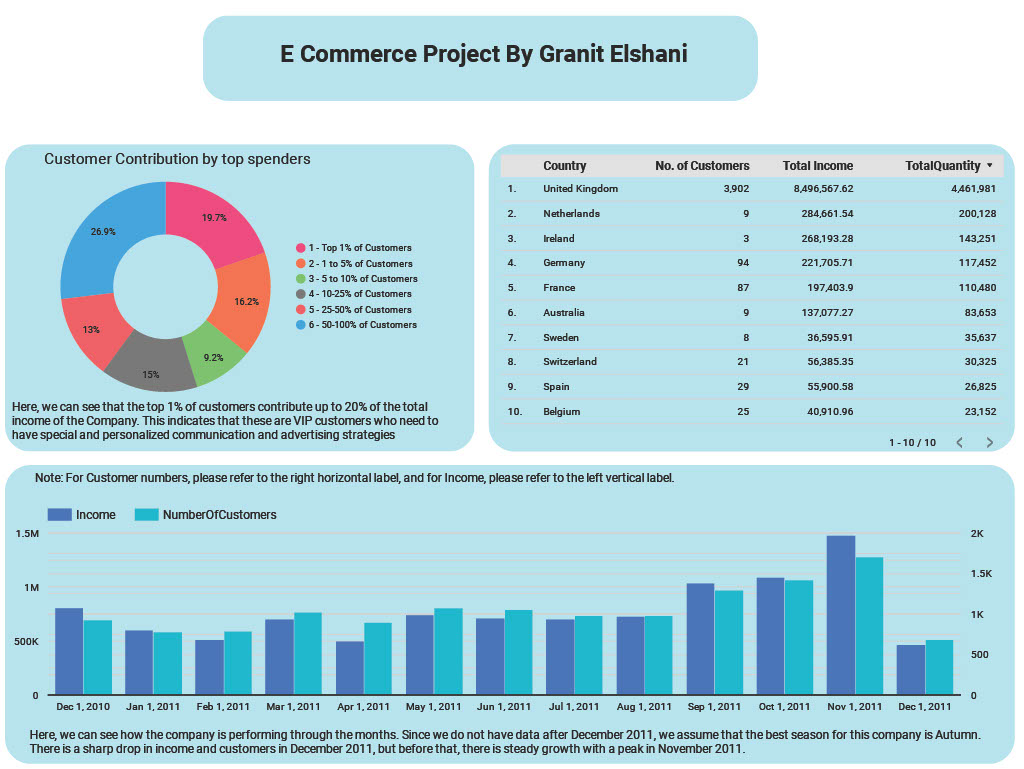 E Commerce Project By Granit Elshani
Customer Contribution by top spenders
19.7%
26.9%
16.2%
13%
9.2%
15%
1 - Top 1% of Customers
2 - 1 to 5% of Customers
3 - 5 to 10% of Customers
4 - 10-25% of Customers
5 - 25-50% of Customers
6 - 50-100% of Customers
Here, we can see that the top 1% of customers contribute up to 20% of the total
income of the Company. This indicates that these are VIP customers who need to
have special and personalized communication and advertising strategies
Country No. of Customers Total Income TotalQuantity
1. United Kingdom 3,902 8,496,567.62 4,461,981
2. Netherlands 9 284,661.54 200,128
3. Ireland 3 268,193.28 143,251
4. Germany 94 221,705.71 117,452
5. France 87 197,403.9 110,480
6. Australia 9 137,077.27 83,653
7. Sweden 8 36,595.91 35,637
8. Switzerland 21 56,385.35 30,325
9. Spain 29 55,900.58 26,825
10. Belgium 25 40,910.96 23,152
1 - 10 / 10
Note: For Customer numbers, please refer to the right horizontal label, and for Income, please refer to the left vertical label.
Income NumberOfCustomers
1.5M 2K
1.5K
1M
1K
500K
500
0 0
Dec 1, 2010 Jan 1, 2011 Feb 1, 2011 Mar 1, 2011 Apr 1, 2011 May 1, 2011 Jun 1, 2011 Jul 1, 2011 Aug 1, 2011 Sep 1, 2011 Oct 1, 2011 Nov 1, 2011 Dec 1, 2011
Here, we can see how the company is performing through the months. Since we do not have data after December 2011, we assume that the best season for this company is Autumn.
There is a sharp drop in income and customers in December 2011, but before that, there is steady growth with a peak in November 2011.